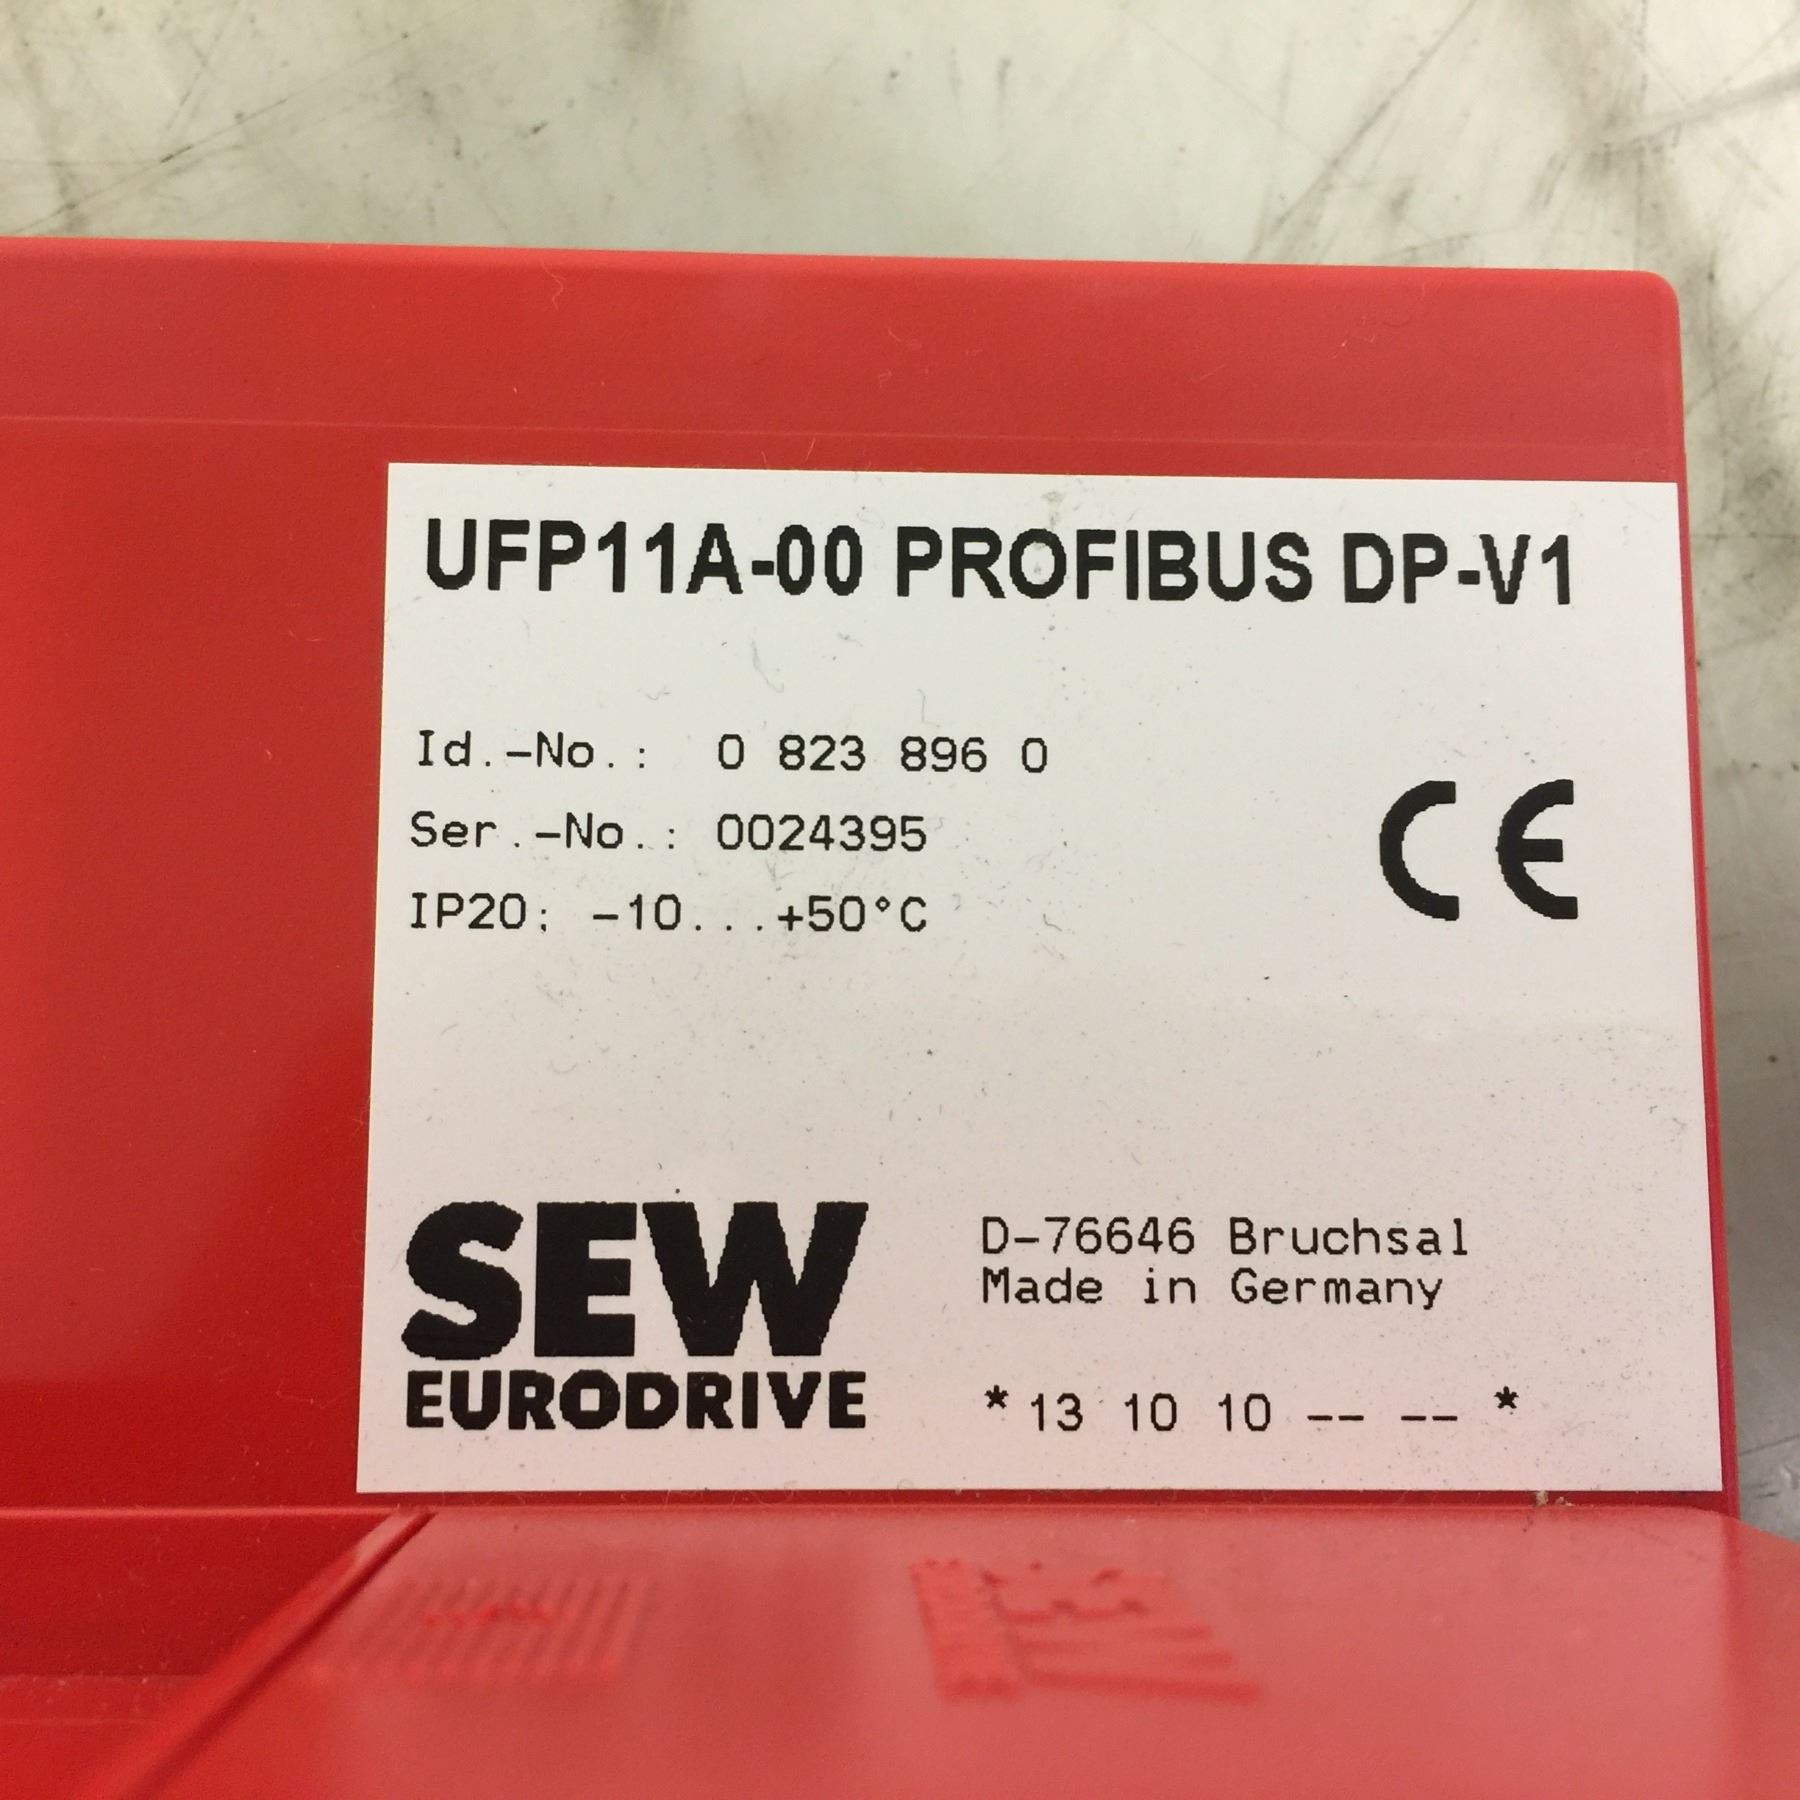 UFP11A-00 PROFIBUS DP-V1
Id.-No.: 0 823 896 0
Ser.-No.: 0024395
IP20; -10...+50°C
CE
SEW
EURODRIVE
D-76646 Bruchsal
Made in Germany
*13 10 10 -- -- *